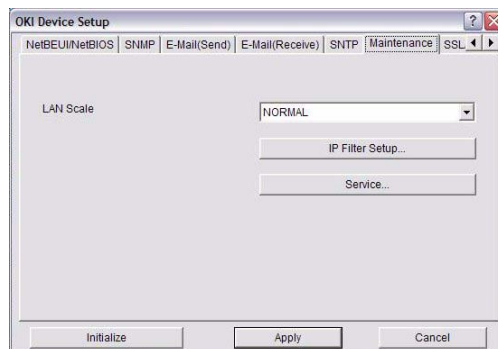 OKI Device Setup
NetBEUI/NetBIOS SNMP E-Mail(Send) E-Mail(Receive) SNTP Maintenance SSL
LAN Scale NORMAL
IP Filter Setup...
Service...
Initialize Apply Cancel